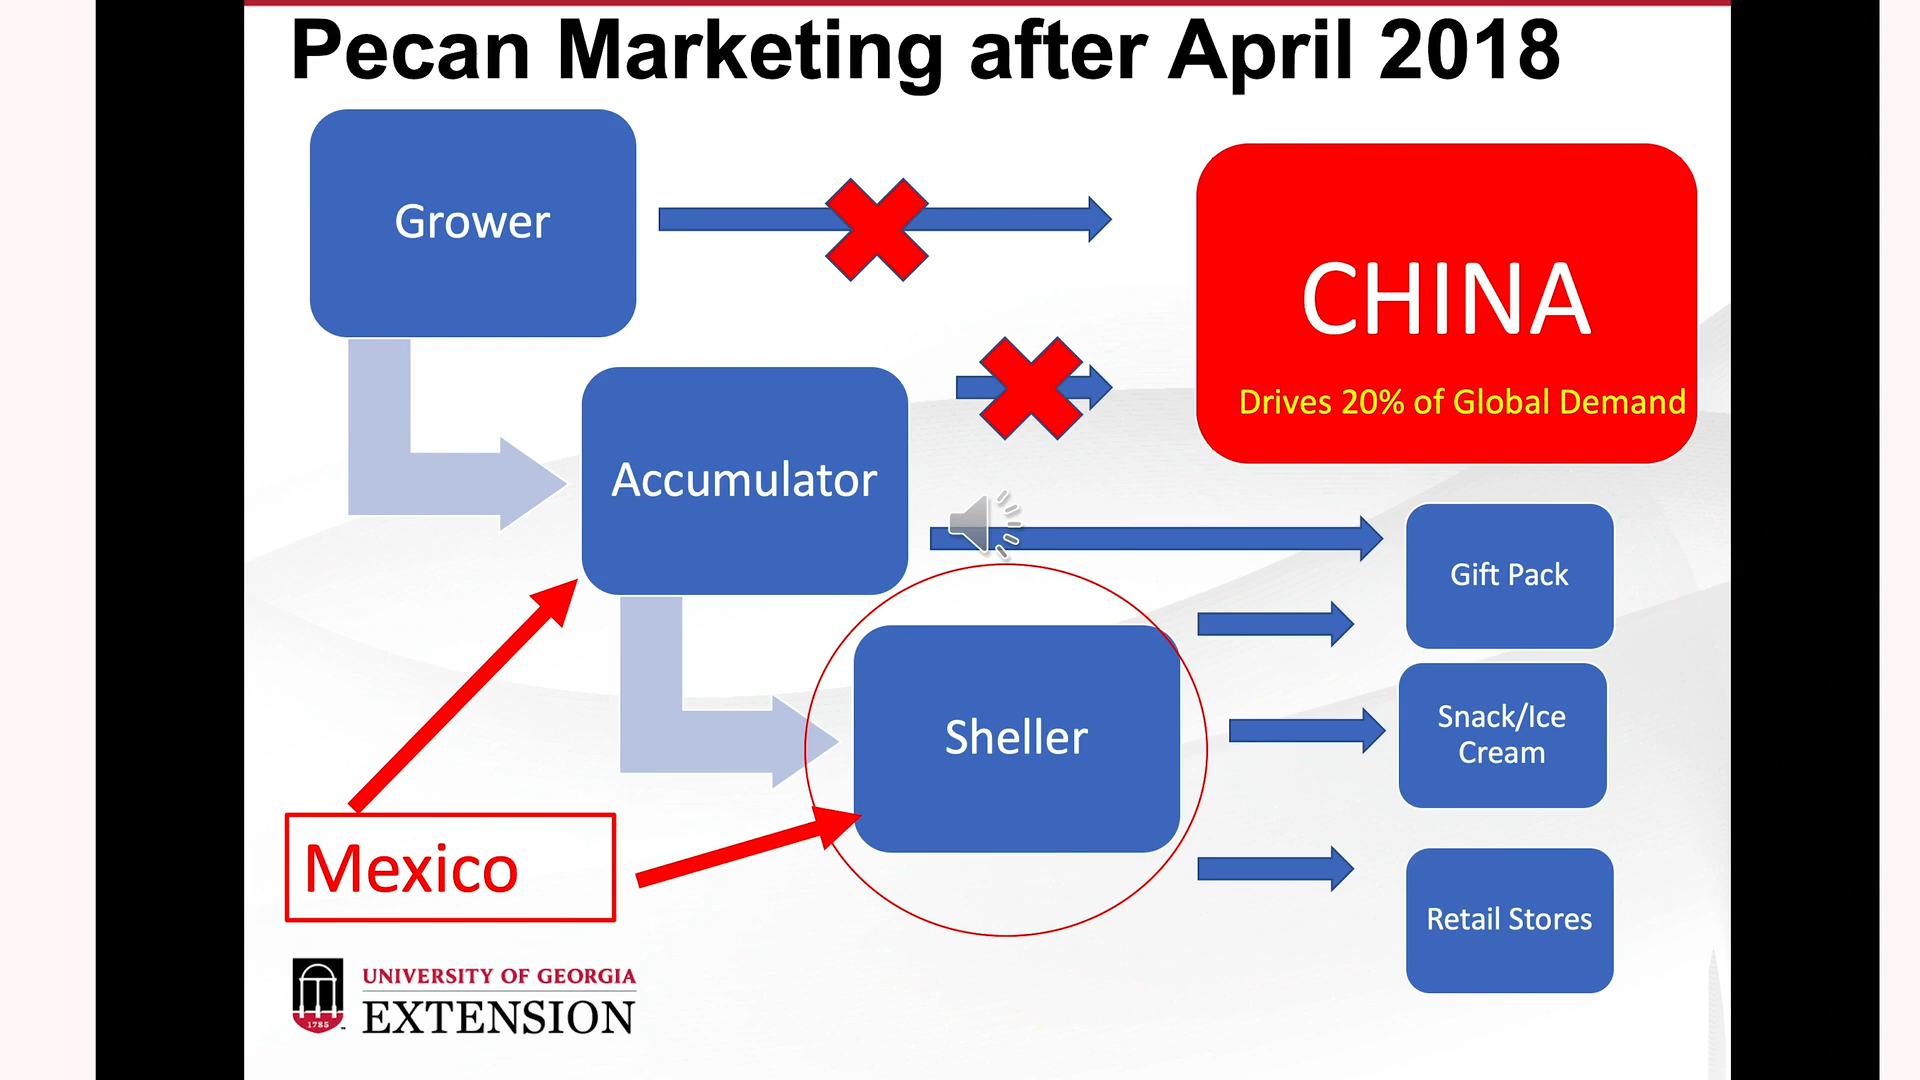 Pecan Marketing after April 2018
Grower
CHINA
Drives 20% of Global Demand
Accumulator
Gift Pack
Sheller
Snack/Ice
Cream
Mexico
Retail Stores
1785
UNIVERSITY OF GEORGIA
EXTENSION